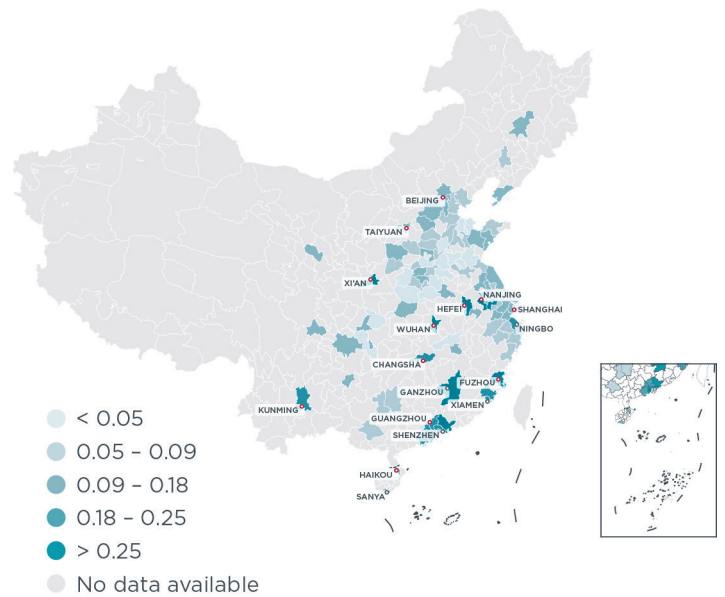 BEIJING
TAIYUAN
XI'AN
NANJING
HEFEI
SHANGHAI
NINGBO
WUHAN
CHANGSHA
GANZHOU
FUZHOU
XIAMEN
KUNMING
GUANGZHOU
SHENZHEN
HAIKOU
SANYA
< 0.05
0.05 – 0.09
0.09 – 0.18
0.18 – 0.25
> 0.25
No data available